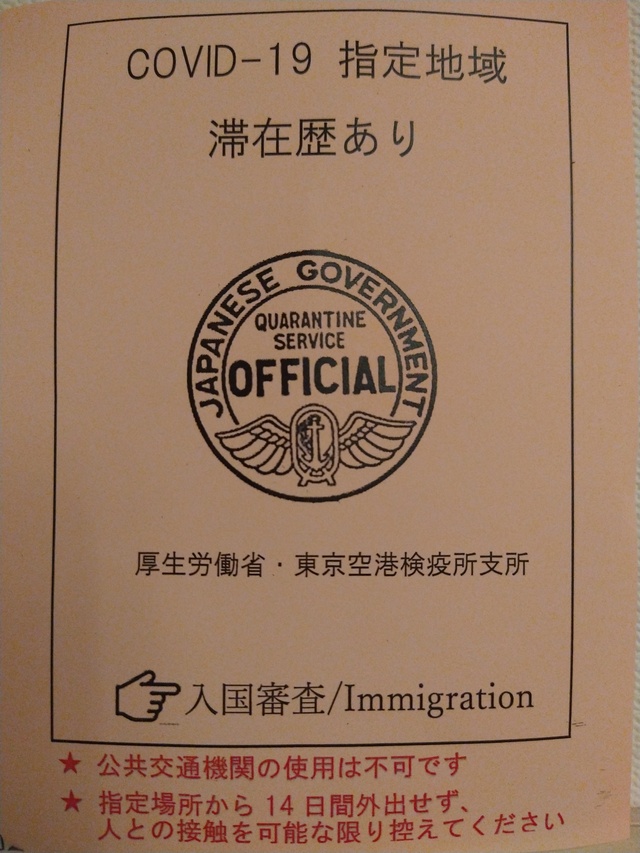 COVID-19 指定地域
滞在歴あり
JAPANESE GOVERNMENT
QUARANTINE
SERVICE
OFFICIAL
厚生労働省・東京空港検疫所支所
入国審査/Immigration
★ 公共交通機関の使用は不可です
★ 指定場所から 14 日間外出せず、
人との接触を可能な限り控えてください